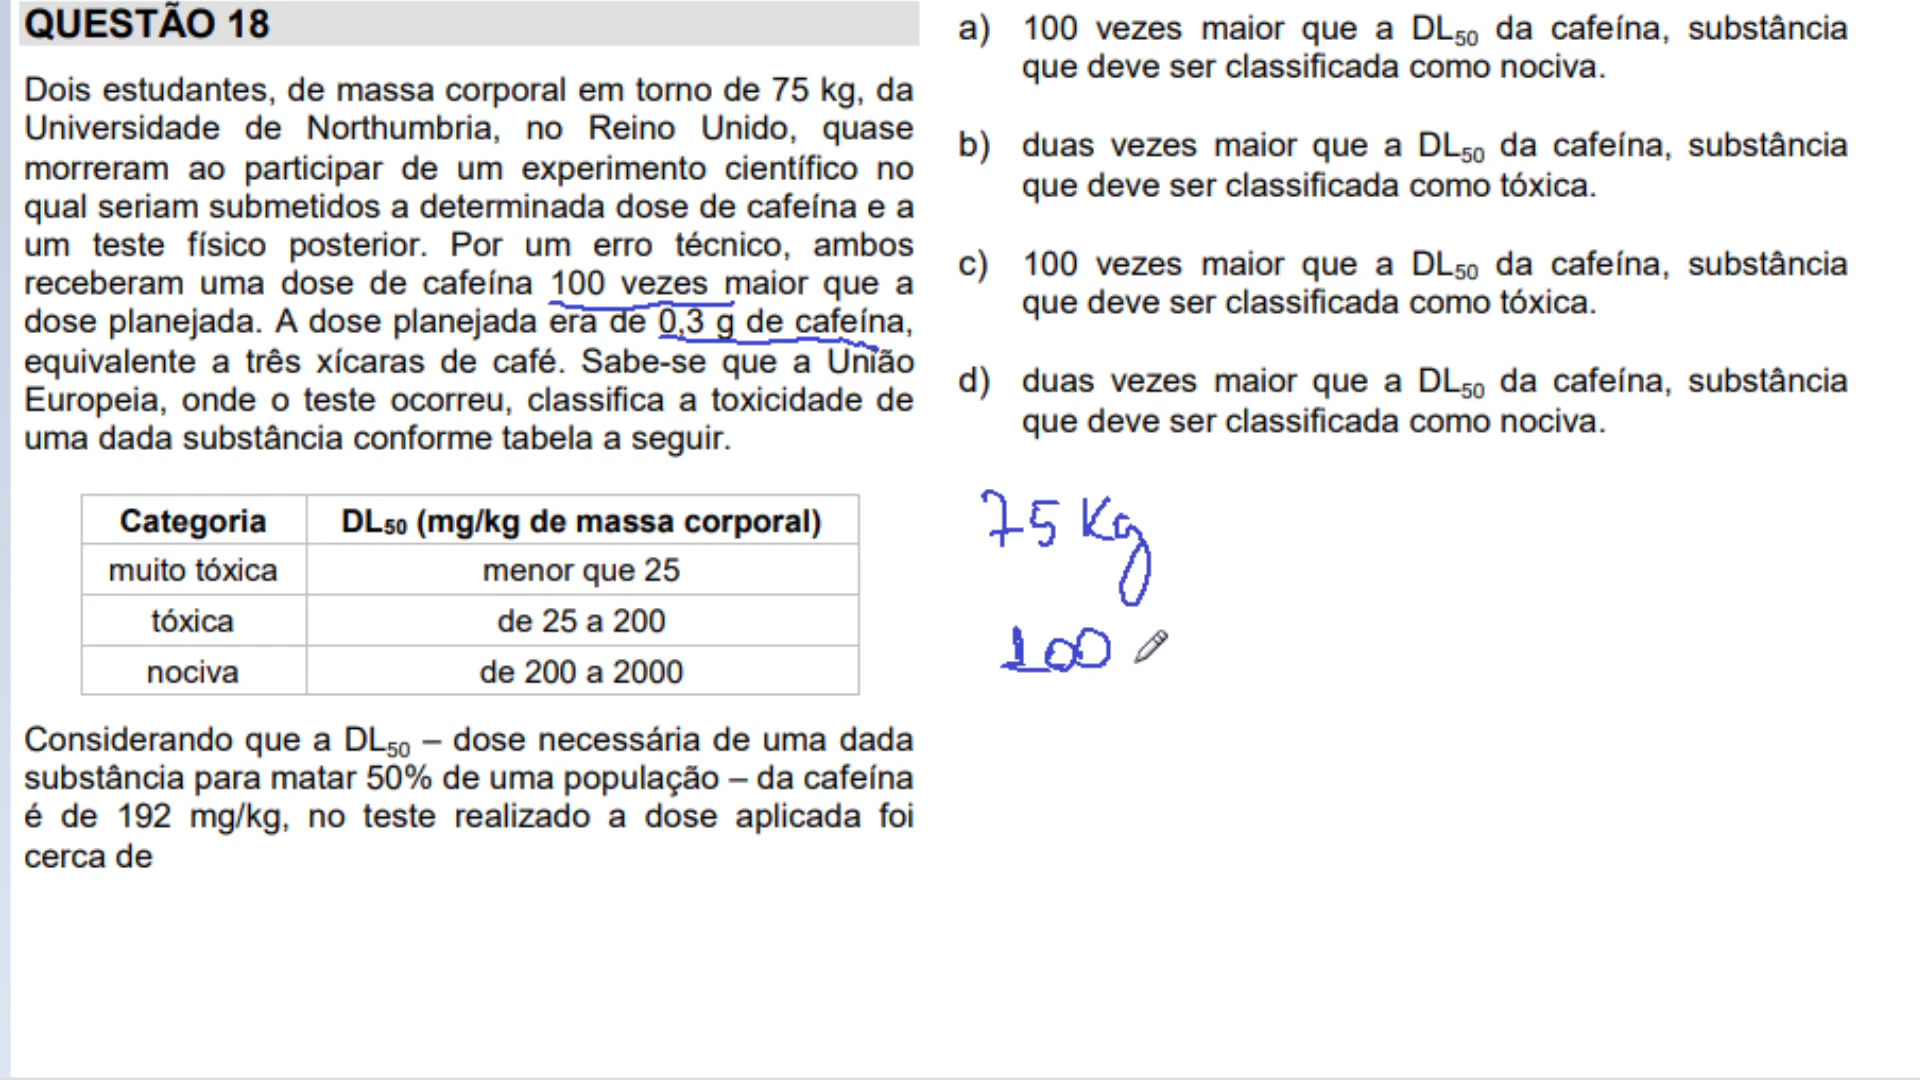 QUESTÃO 18
Dois estudantes, de massa corporal em torno de 75 kg, da
Universidade de Northumbria, no Reino Unido, quase
morreram ao participar de um experimento científico no
qual seriam submetidos a determinada dose de cafeína e a
um teste físico posterior. Por um erro técnico, ambos
receberam uma dose de cafeína 100 vezes maior que a
dose planejada. A dose planejada era de 0,3 g de cafeína,
equivalente a três xícaras de café. Sabe-se que a União
Europeia, onde o teste ocorreu, classifica a toxicidade de
uma dada substância conforme tabela a seguir.
Categoria DL50 (mg/kg de massa corporal)
muito tóxica menor que 25
tóxica de 25 a 200
nociva de 200 a 2000
Considerando que a DL50 – dose necessária de uma dada
substância para matar 50% de uma população – da cafeína
é de 192 mg/kg, no teste realizado a dose aplicada foi
cerca de
a) 100 vezes maior que a DL50 da cafeína, substância
que deve ser classificada como nociva.
b) duas vezes maior que a DL50 da cafeína, substância
que deve ser classificada como tóxica.
c) 100 vezes maior que a DL50 da cafeína, substância
que deve ser classificada como tóxica.
d) duas vezes maior que a DL50 da cafeína, substância
que deve ser classificada como nociva.
75 Kg
100